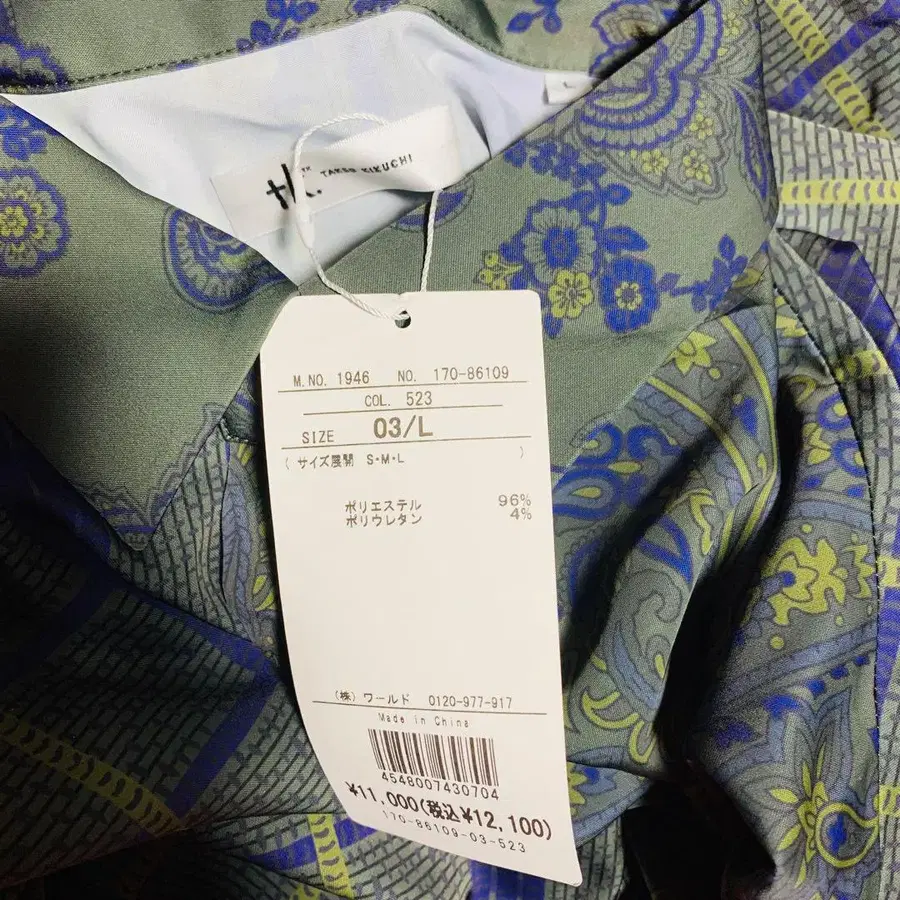 L
tk.
TM
TAKEO KIKUCHI
M.NO. 1946 NO. 170-86109
COL. 523
SIZE 03/L
( サイズ展開 S・M・L )
ポリエステル 96%
ポリウレタン 4%
(株) ワールド 0120-977-917
Made in China
4548007430704
¥11,000(税込¥12,100)
170-86109-03-523